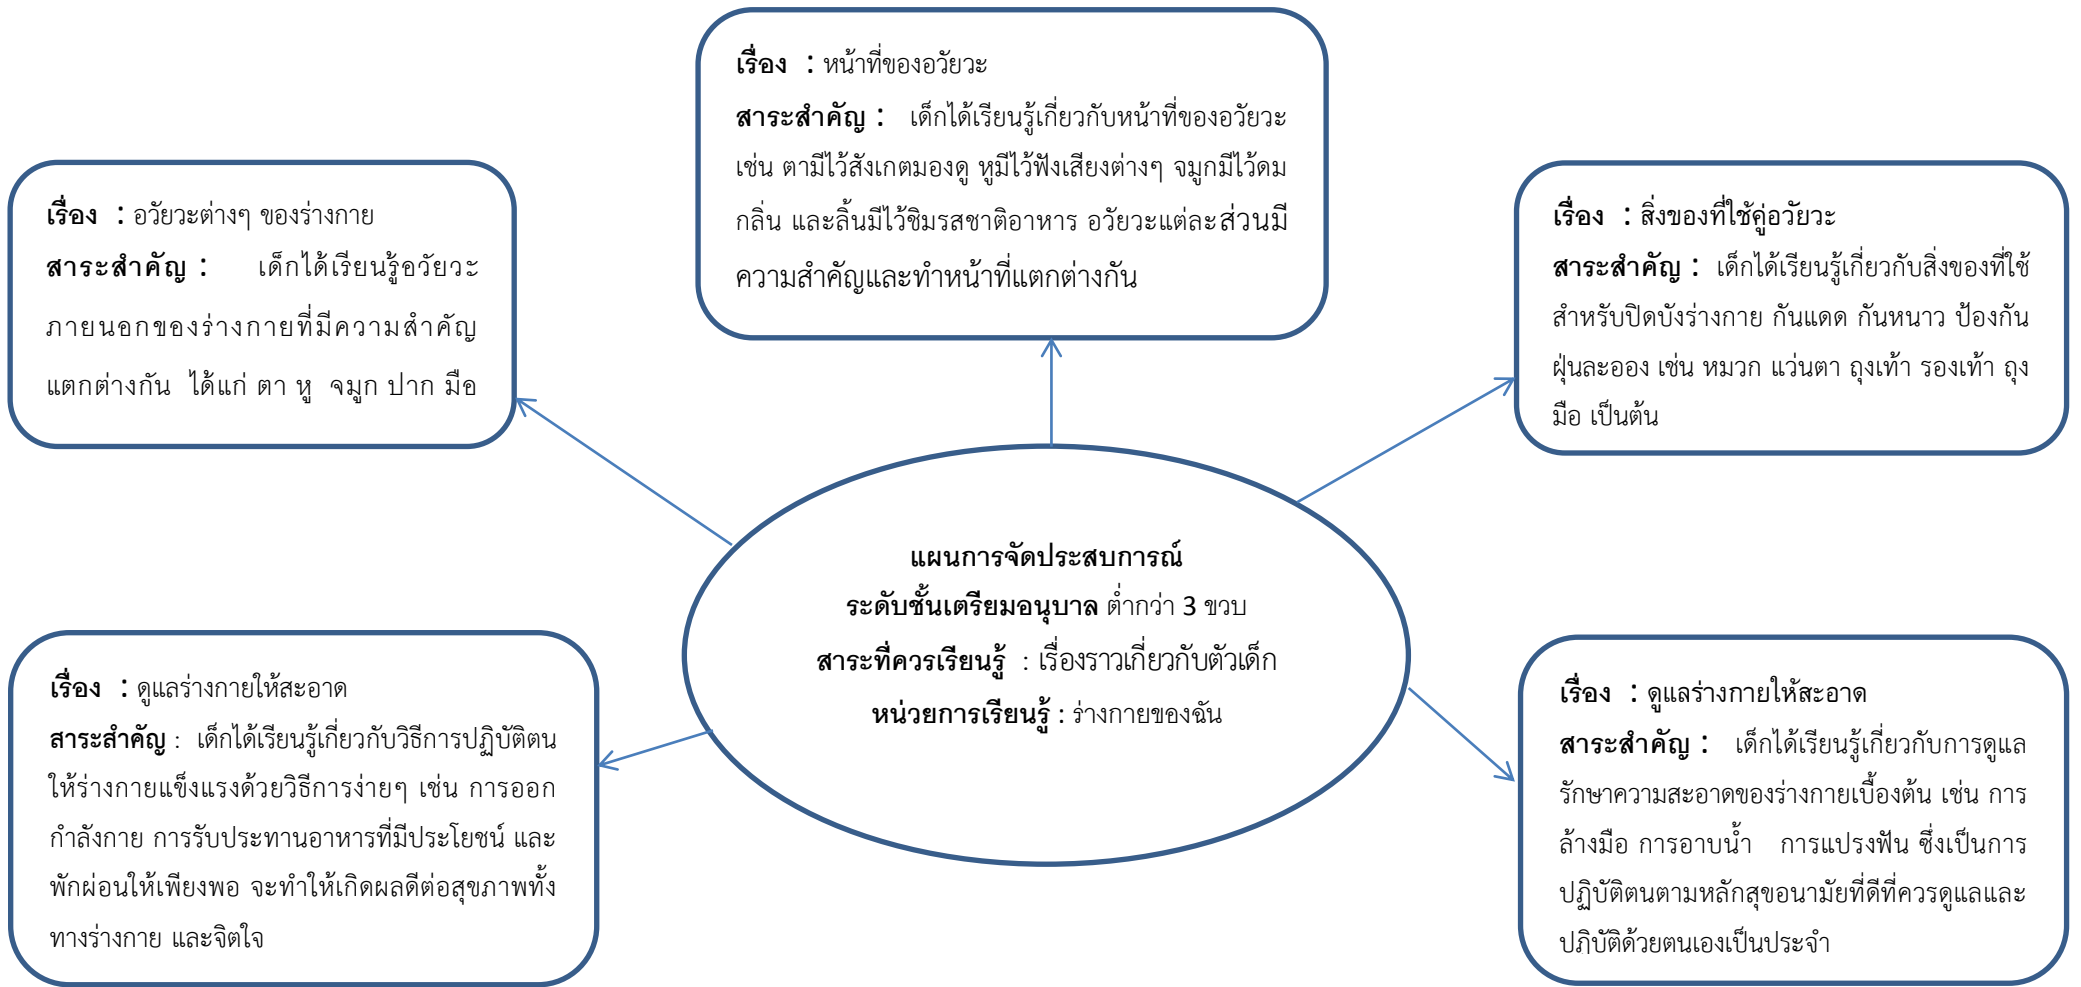 เรื่อง : หน้าที่ของอวัยวะ
สาระสำคัญ : เด็กได้เรียนรู้เกี่ยวกับหน้าที่ของอวัยวะ
เช่น ตามีไว้สังเกตมองดู หูมีไว้ฟังเสียงต่างๆ จมูกมีไว้ดม
กลิ่น และลิ้นมีไว้ชิมรสชาติอาหาร อวัยวะแต่ละส่วนมี
ความสำคัญและทำหน้าที่แตกต่างกัน
เรื่อง : อวัยวะต่างๆ ของร่างกาย
สาระสำคัญ : เด็กได้เรียนรู้อวัยวะ
ภายนอกของร่างกายที่มีความสำคัญ
แตกต่างกัน ได้แก่ ตา หู จมูก ปาก มือ
เรื่อง : สิ่งของที่ใช้คู่อวัยวะ
สาระสำคัญ : เด็กได้เรียนรู้เกี่ยวกับสิ่งของที่ใช้
สำหรับปิดบังร่างกาย กันแดด กันหนาว ป้องกัน
ฝุ่นละออง เช่น หมวก แว่นตา ถุงเท้า รองเท้า ถุง
มือ เป็นต้น
แผนการจัดประสบการณ์
ระดับชั้นเตรียมอนุบาล ต่ำกว่า 3 ขวบ
สาระที่ควรเรียนรู้ : เรื่องราวเกี่ยวกับตัวเด็ก
หน่วยการเรียนรู้ : ร่างกายของฉัน
เรื่อง : ดูแลร่างกายให้สะอาด
สาระสำคัญ : เด็กได้เรียนรู้เกี่ยวกับวิธีการปฏิบัติตน
ให้ร่างกายแข็งแรงด้วยวิธีการง่ายๆ เช่น การออก
กำลังกาย การรับประทานอาหารที่มีประโยชน์ และ
พักผ่อนให้เพียงพอ จะทำให้เกิดผลดีต่อสุขภาพทั้ง
ทางร่างกาย และจิตใจ
เรื่อง : ดูแลร่างกายให้สะอาด
สาระสำคัญ : เด็กได้เรียนรู้เกี่ยวกับการดูแล
รักษาความสะอาดของร่างกายเบื้องต้น เช่น การ
ล้างมือ การอาบน้ำ การแปรงฟัน ซึ่งเป็นการ
ปฏิบัติตนตามหลักสุขอนามัยที่ดีที่ควรดูแลและ
ปฏิบัติด้วยตนเองเป็นประจำ